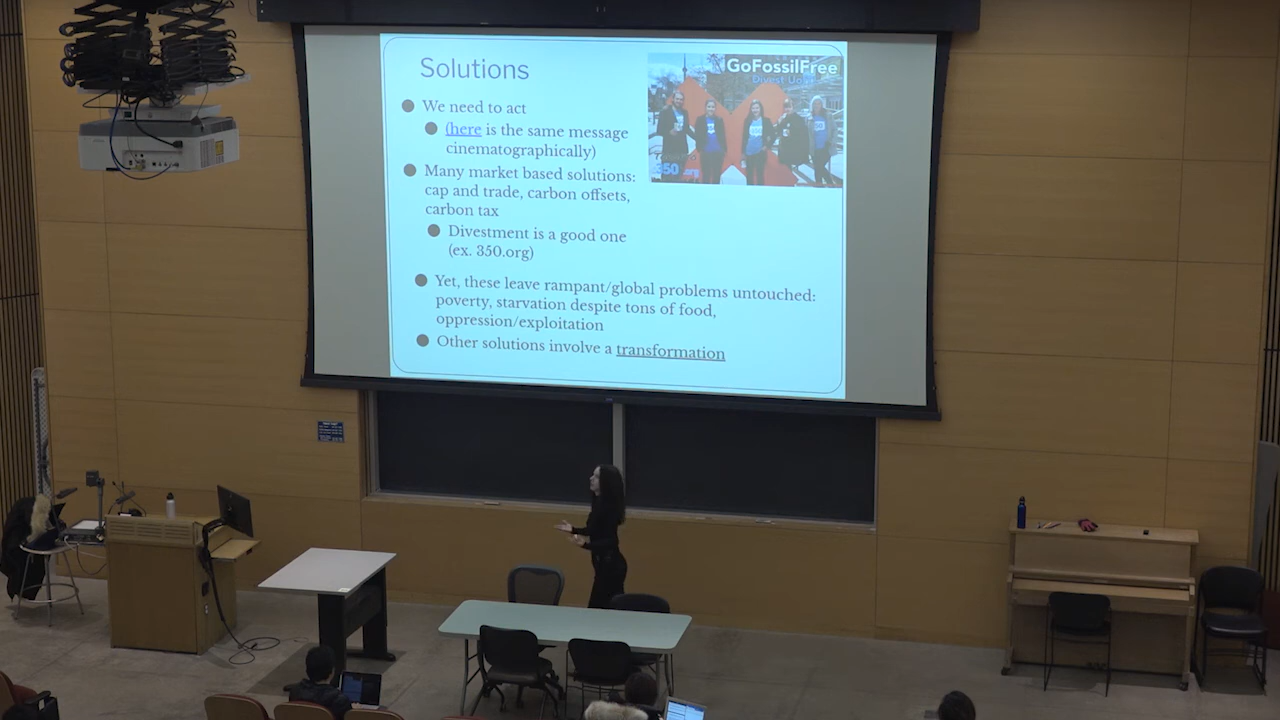 Solutions
GoFossilFree
We need to act
(here is the same message
cinematographically)
Many market based solutions:
cap and trade, carbon offsets,
carbon tax
Divestment is a good one
(ex. 350.org)
Yet, these leave rampant/global problems untouched:
poverty, starvation despite tons of food,
oppression/exploitation
Other solutions involve a transformation